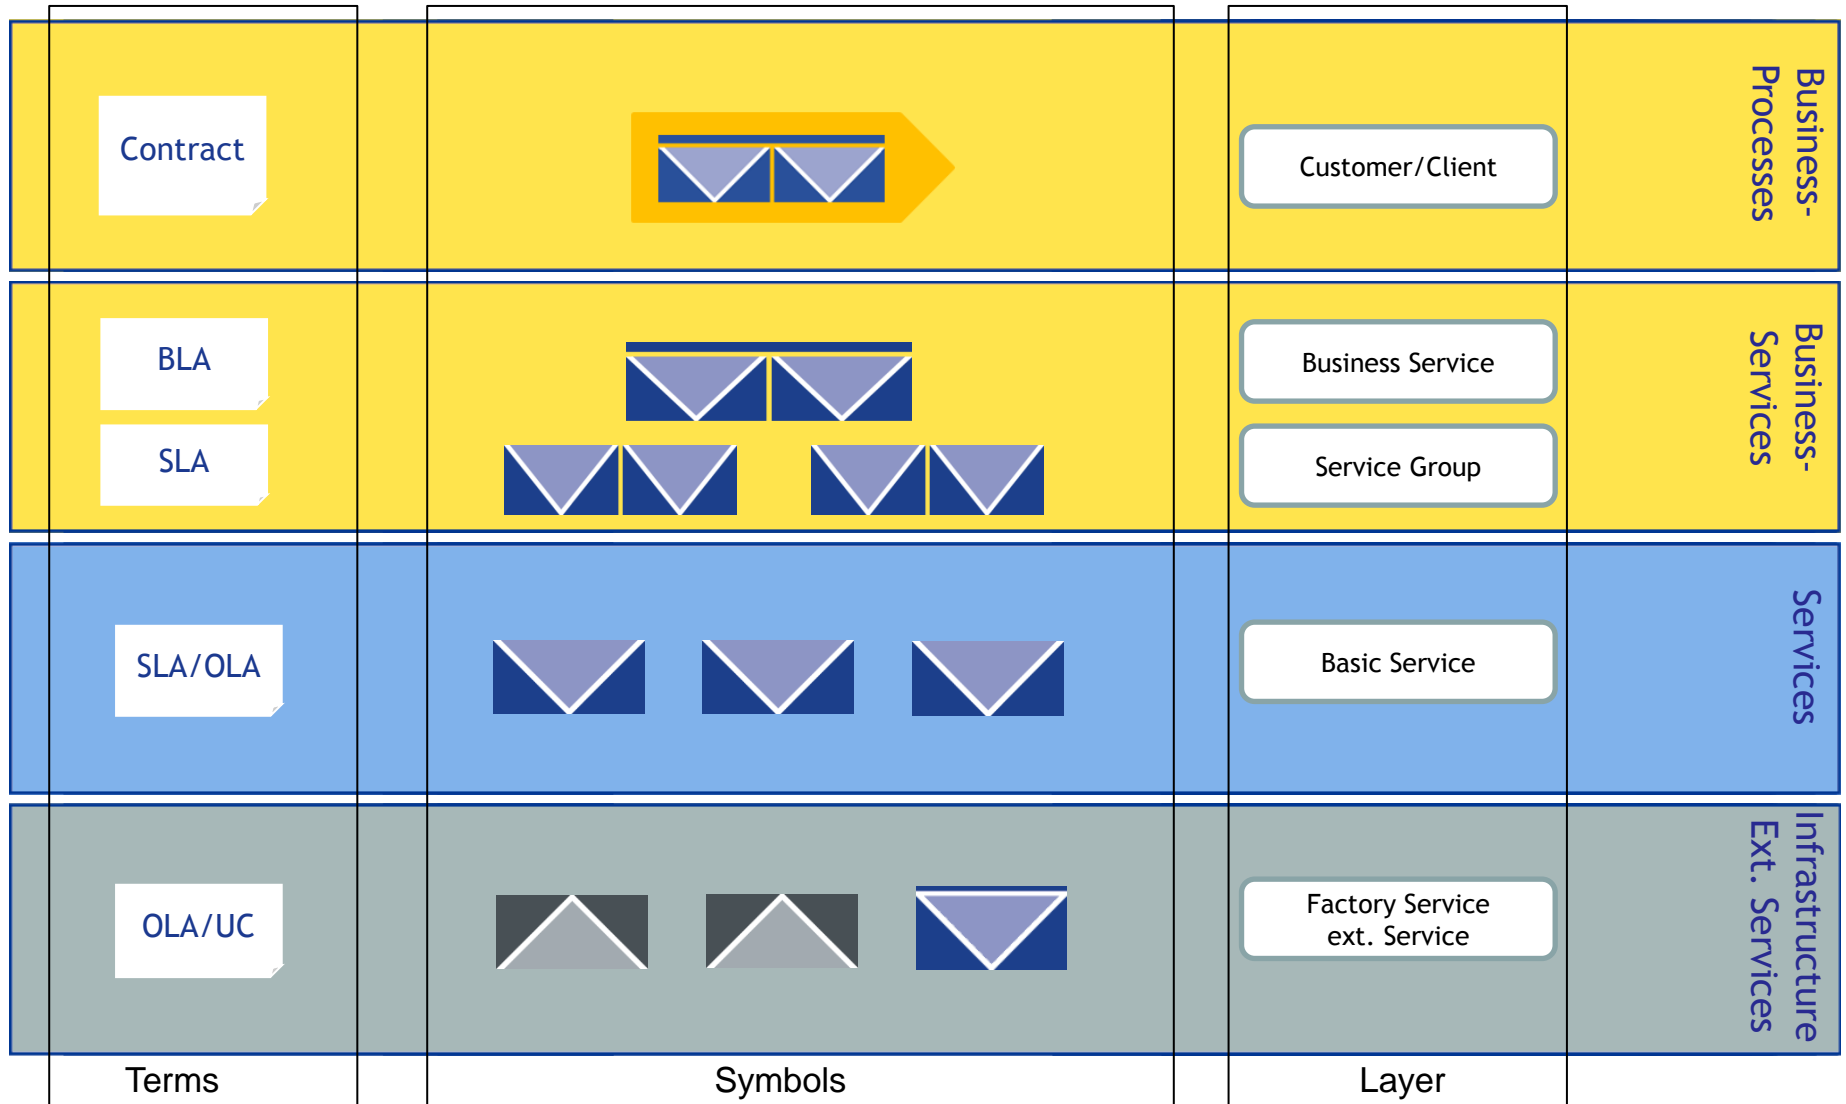 Contract
Customer/Client
Business-
Processes
BLA
SLA
Business Service
Service Group
Business-
Services
SLA/OLA
Basic Service
Services
OLA/UC
Factory Service
ext. Service
Infrastructure
Ext. Services
Terms
Symbols
Layer